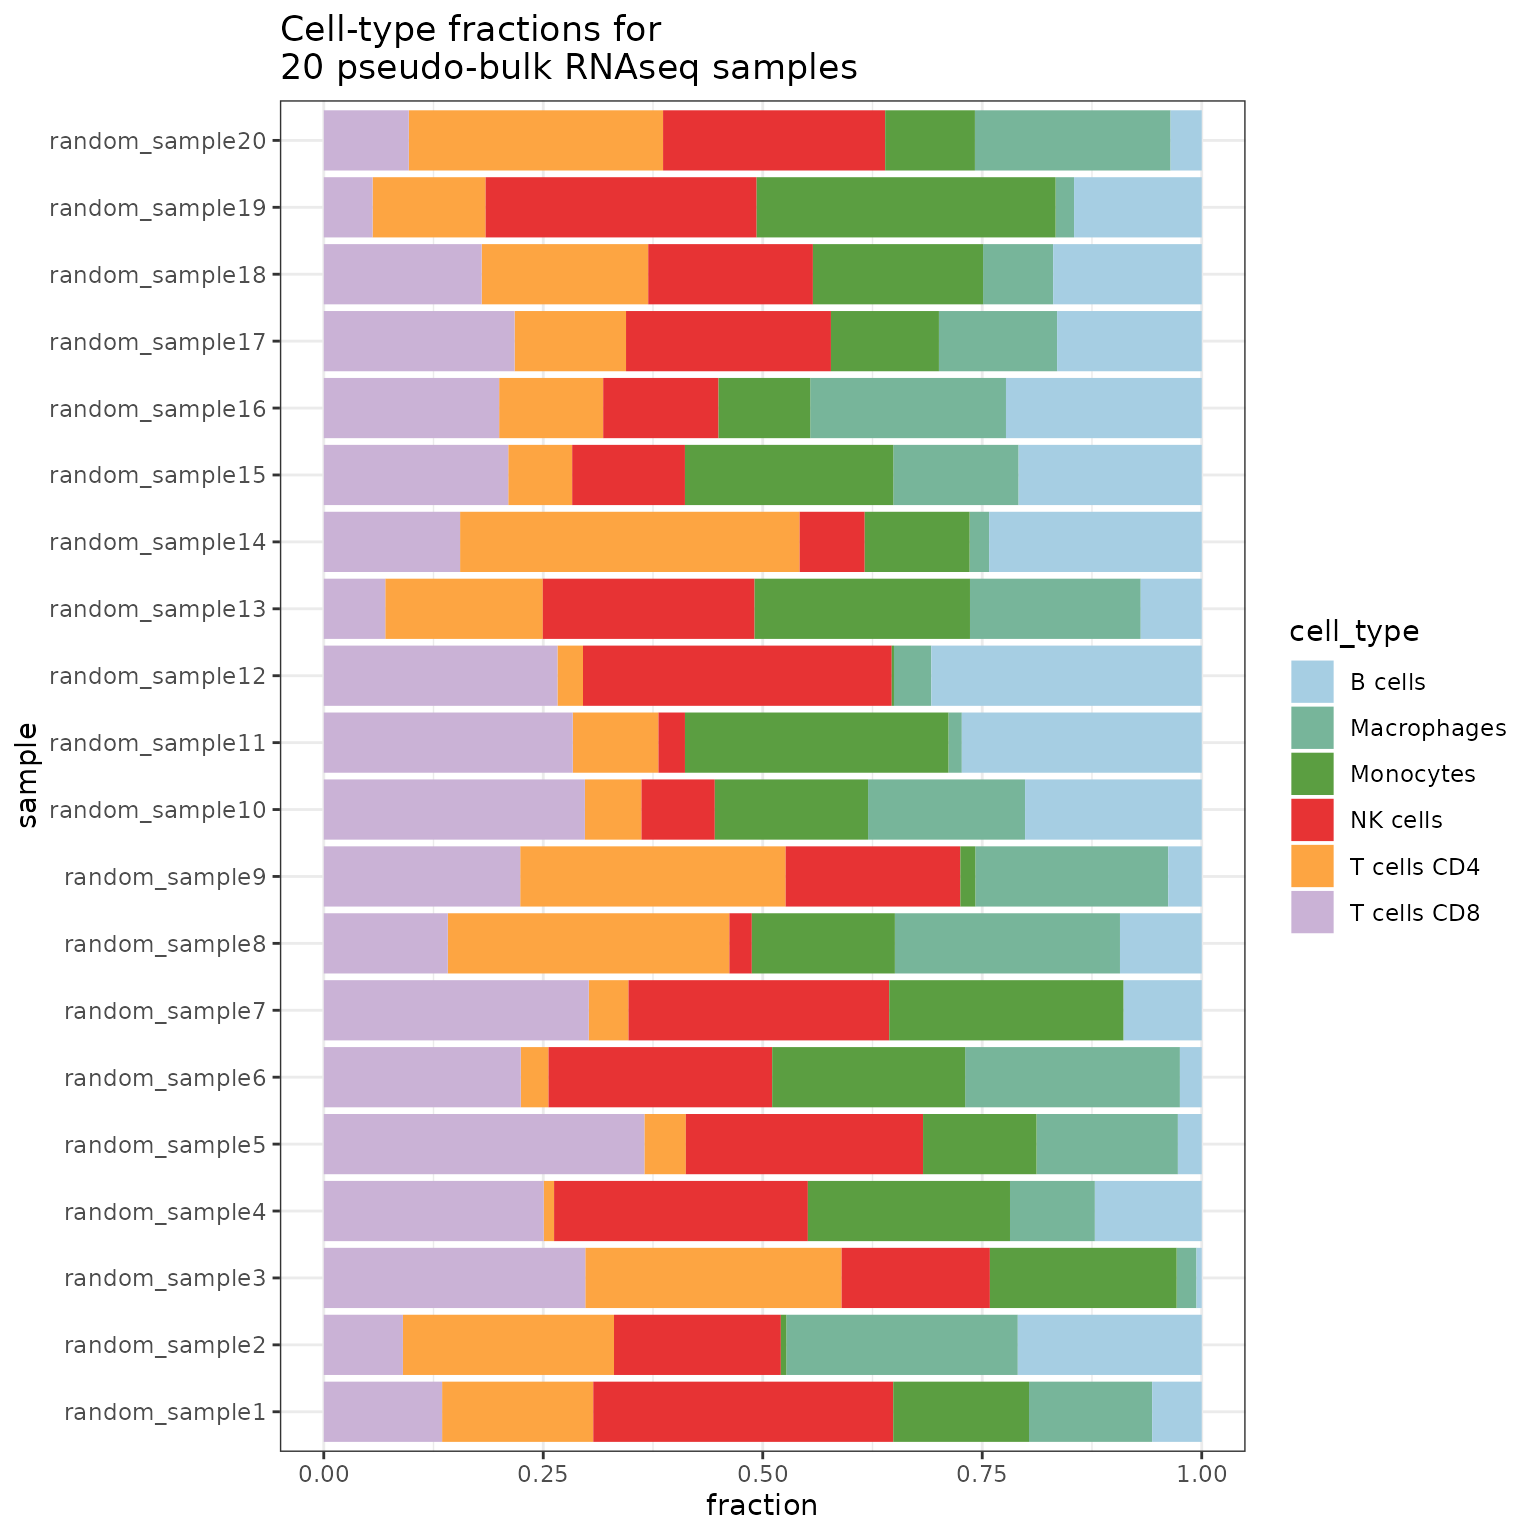 Cell-type fractions for
20 pseudo-bulk RNAseq samples
random_sample20
random_sample19
random_sample18
random_sample17
random_sample16
random_sample15
random_sample14
random_sample13
random_sample12
random_sample11
random_sample10
random_sample9
random_sample8
random_sample7
random_sample6
random_sample5
random_sample4
random_sample3
random_sample2
random_sample1
sample
0.00 0.25 0.50 0.75 1.00
fraction
cell_type
B cells
Macrophages
Monocytes
NK cells
T cells CD4
T cells CD8